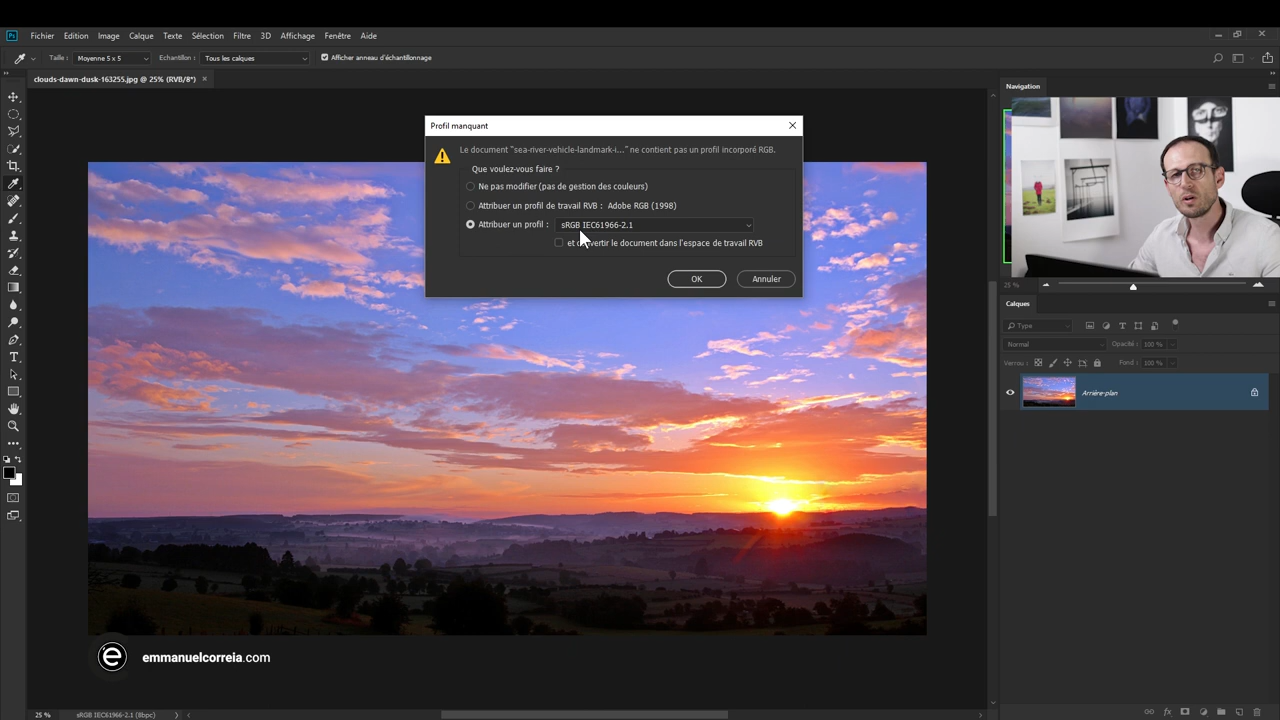 Ps Fichier Edition Image Calque Texte Sélection Filtre 3D Affichage Fenêtre Aide
Taille : Moyenne 5 x 5 Echantillon : Tous les calques Afficher anneau d'échantillonnage
clouds-dawn-dusk-163255.jpg @ 25% (RVB/8*)
Navigation
Profil manquant
Le document "sea-river-vehicle-landmark-i..." ne contient pas un profil incorporé RGB.
Que voulez-vous faire ?
Ne pas modifier (pas de gestion des couleurs)
Attribuer un profil de travail RVB : Adobe RGB (1998)
Attribuer un profil : sRGB IEC61966-2.1
et convertir le document dans l'espace de travail RVB
OK Annuler
25 %
Calques
Type
Normal Opacité : 100 %
Verrou : Fond : 100 %
Arrière-plan
e emmanuelcorreia.com
25 % sRGB IEC61966-2.1 (8bpc)
fx